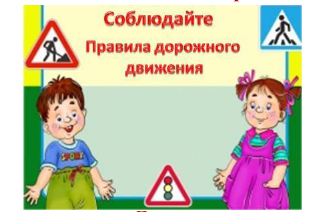 Соблюдайте
Правила дорожного
движения